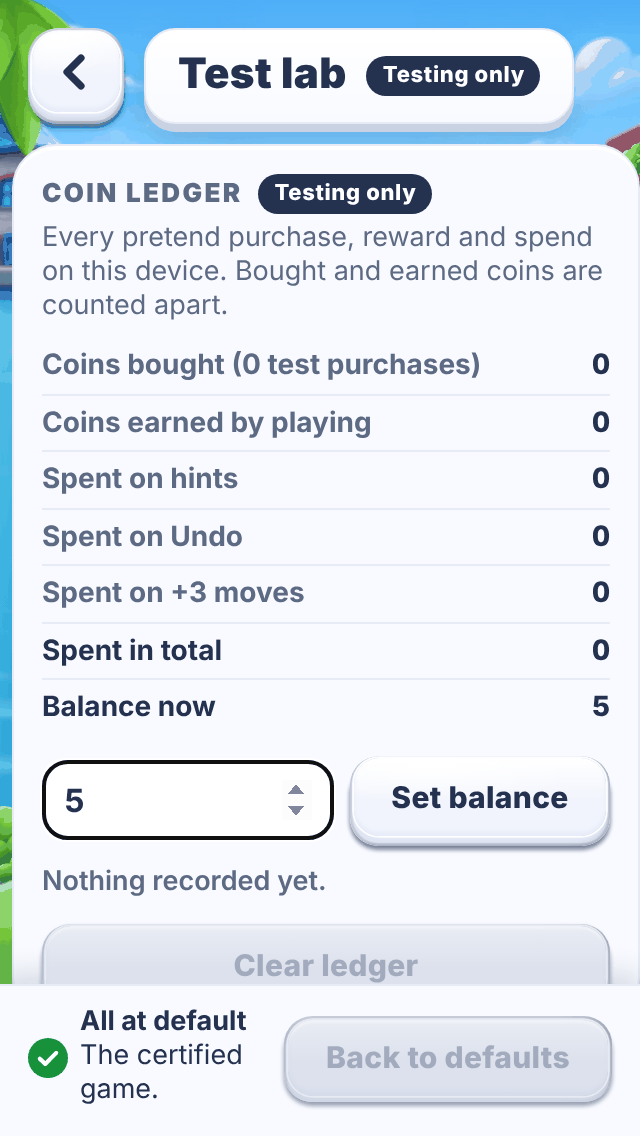 Test lab Testing only
COIN LEDGER Testing only
Every pretend purchase, reward and spend
on this device. Bought and earned coins are
counted apart.
Coins bought (0 test purchases) 0
Coins earned by playing 0
Spent on hints 0
Spent on Undo 0
Spent on +3 moves 0
Spent in total 0
Balance now 5
5 Set balance
Nothing recorded yet.
Clear ledger
All at default
The certified
game.
Back to defaults